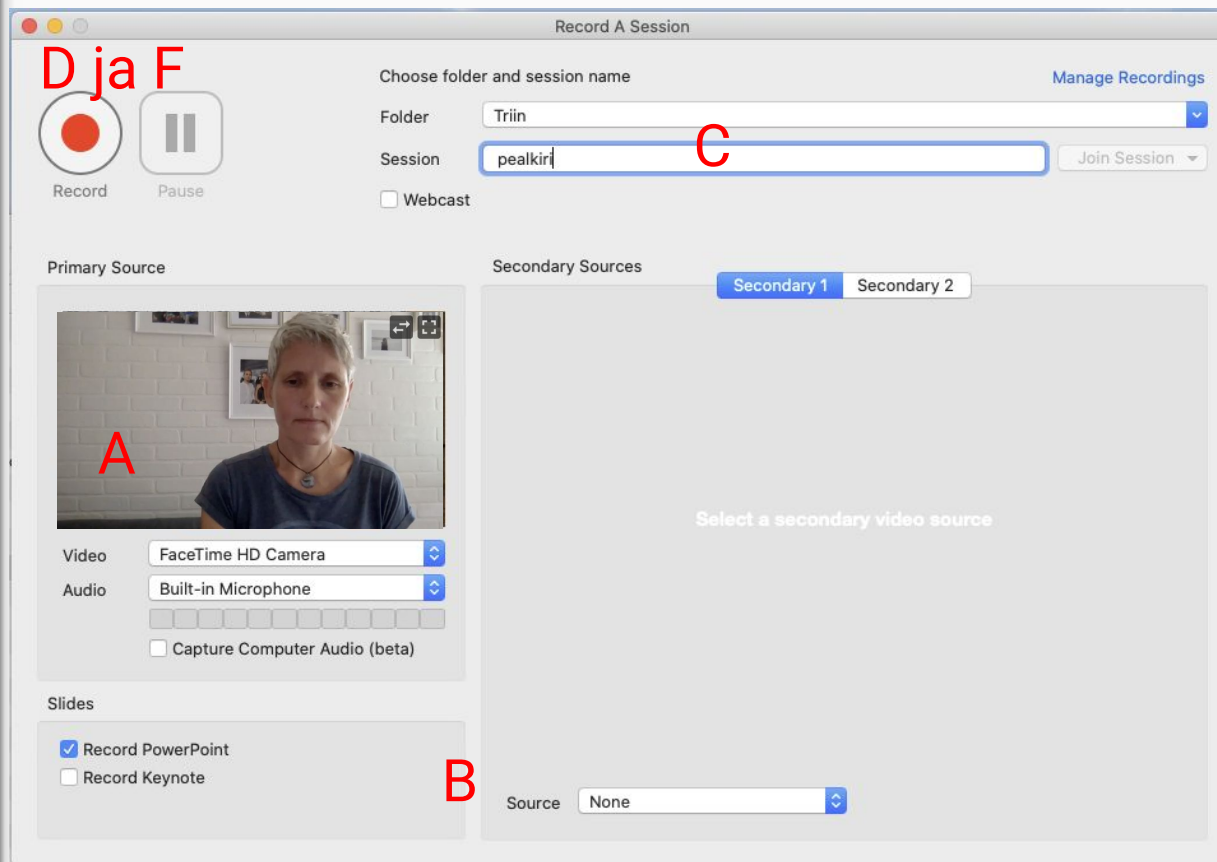 Record A Session
D ja F
Choose folder and session name
Manage Recordings
Folder
Triin
C
Session
pealkiri
Join Session
Record
Pause
Webcast
Primary Source
Secondary Sources
Secondary 1
Secondary 2
A
Select a secondary video source
Video
FaceTime HD Camera
Audio
Built-in Microphone
Capture Computer Audio (beta)
Slides
Record PowerPoint
Record Keynote
B
Source
None